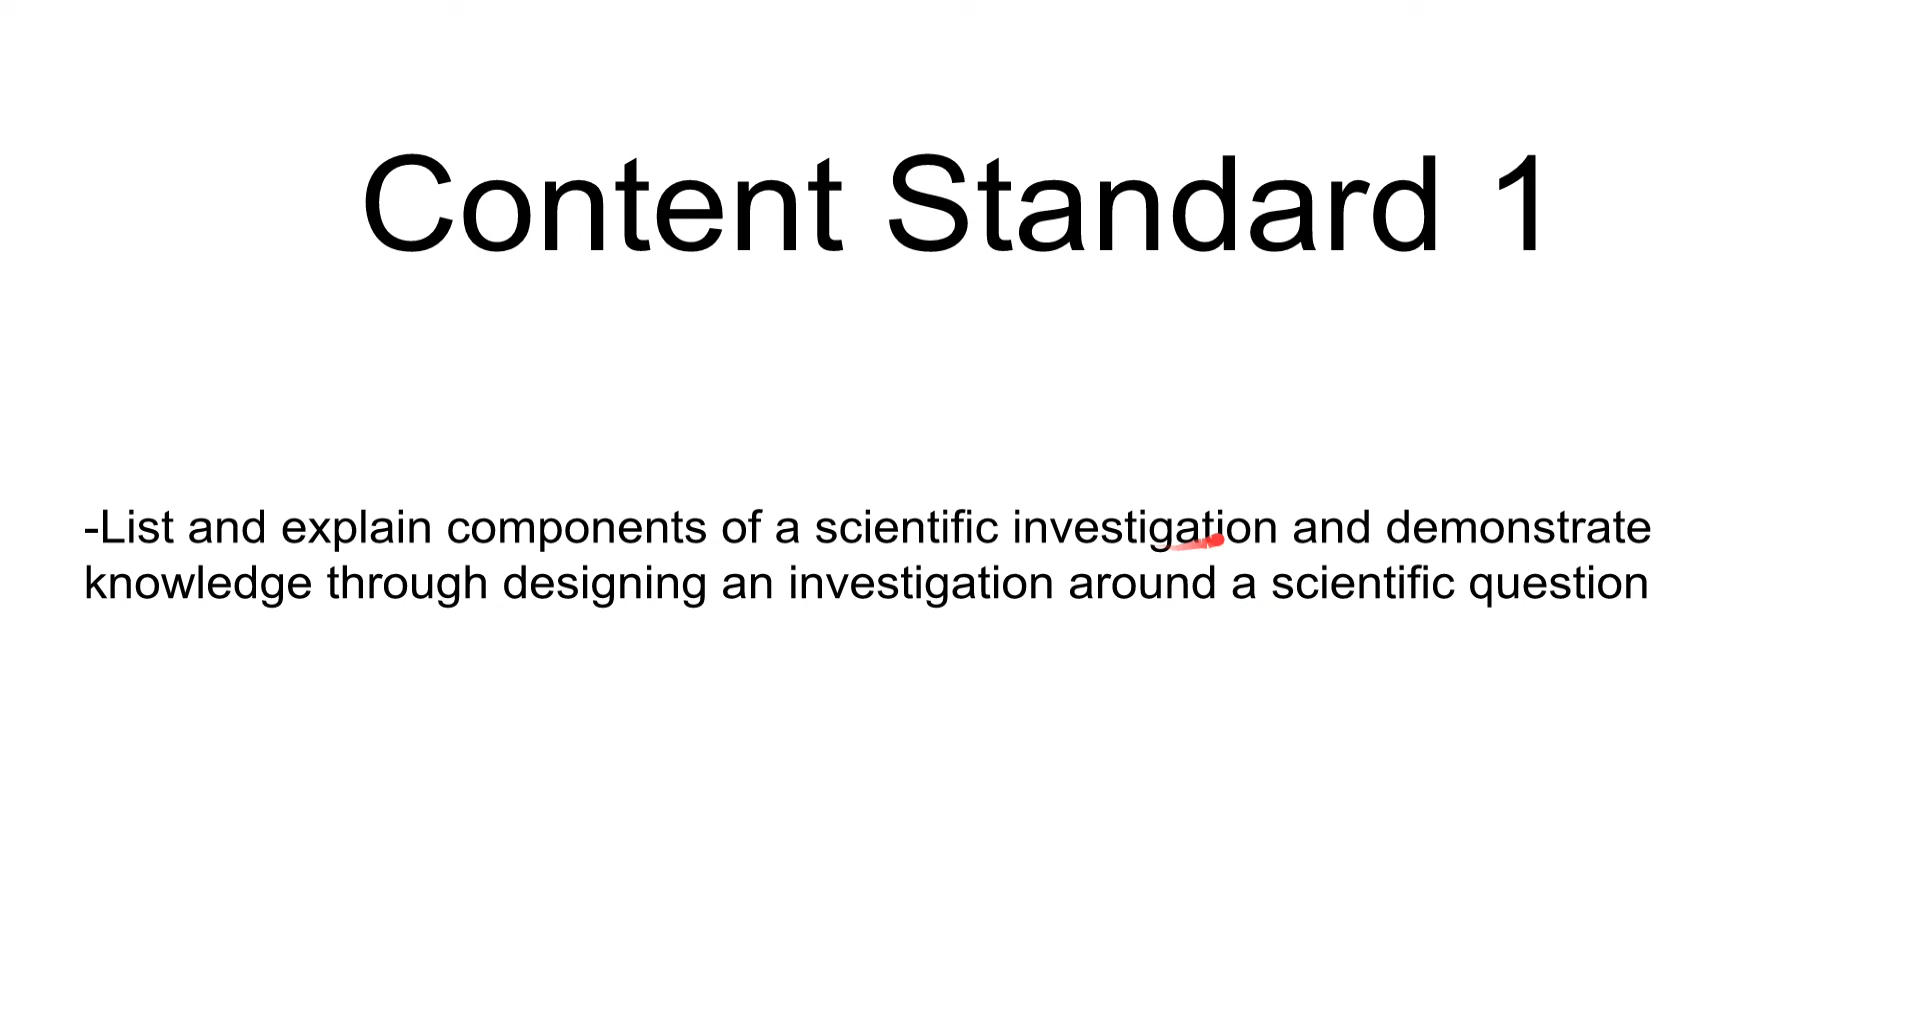 Content Standard 1
-List and explain components of a scientific investigation and demonstrate
knowledge through designing an investigation around a scientific question